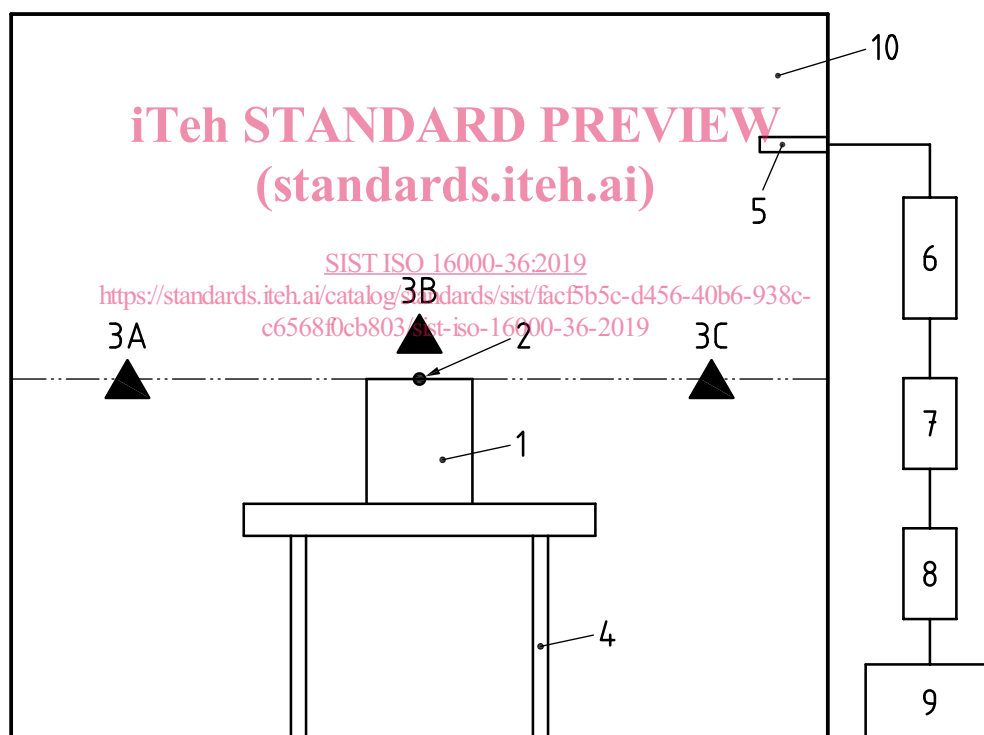 10
iTeh STANDARD PREVIEW
(standards.iteh.ai)
5
6
SIST ISO 16000-36:2019
3B
https://standards.iteh.ai/catalog/standards/sist/facf5b5c-d456-40b6-938c-
c6568f0cb803/sist-iso-16000-36-2019
3A
2
3C
7
1
8
4
9